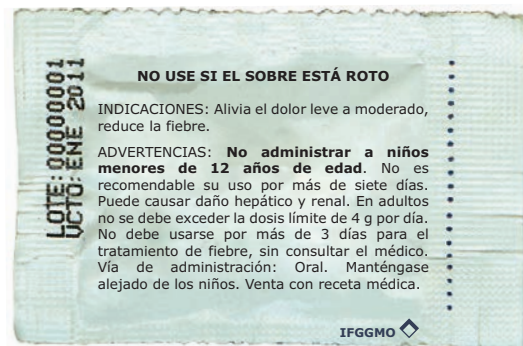 LOTE: 00000001
VCTO: ENE 2011
NO USE SI EL SOBRE ESTÁ ROTO
INDICACIONES: Alivia el dolor leve a moderado,
reduce la fiebre.
ADVERTENCIAS: No administrar a niños
menores de 12 años de edad. No es
recomendable su uso por más de siete días.
Puede causar daño hepático y renal. En adultos
no se debe exceder la dosis límite de 4 g por día.
No debe usarse por más de 3 días para el
tratamiento de fiebre, sin consultar el médico.
Vía de administración: Oral. Manténgase
alejado de los niños. Venta con receta médica.
IFGGMO